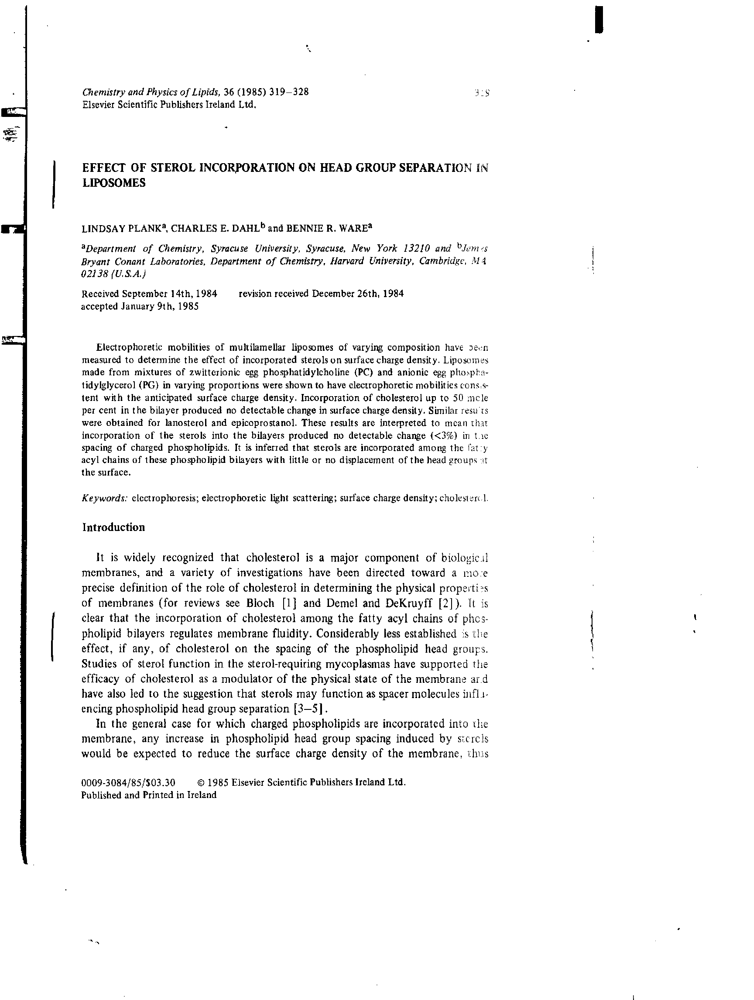 Chemistry and Physics of Lipids, 36 (1985) 319–328
Elsevier Scientific Publishers Ireland Ltd.
EFFECT OF STEROL INCORPORATION ON HEAD GROUP SEPARATION IN
LIPOSOMES
LINDSAY PLANKa, CHARLES E. DAHLb and BENNIE R. WAREa
aDepartment of Chemistry, Syracuse University, Syracuse, New York 13210 and bJames
Bryant Conant Laboratories, Department of Chemistry, Harvard University, Cambridge, MA
02138 (U.S.A.)
Received September 14th, 1984 revision received December 26th, 1984
accepted January 9th, 1985
Electrophoretic mobilities of multilamellar liposomes of varying composition have been
measured to determine the effect of incorporated sterols on surface charge density. Liposomes
made from mixtures of zwitterionic egg phosphatidylcholine (PC) and anionic egg phospha-
tidylglycerol (PG) in varying proportions were shown to have electrophoretic mobilities consis-
tent with the anticipated surface charge density. Incorporation of cholesterol up to 50 mole
per cent in the bilayer produced no detectable change in surface charge density. Similar results
were obtained for lanosterol and epicoprostanol. These results are interpreted to mean that
incorporation of the sterols into the bilayers produced no detectable change (<3%) in the
spacing of charged phospholipids. It is inferred that sterols are incorporated among the fatty
acyl chains of these phospholipid bilayers with little or no displacement of the head groups at
the surface.
Keywords: electrophoresis; electrophoretic light scattering; surface charge density; cholesterol.
Introduction
It is widely recognized that cholesterol is a major component of biological
membranes, and a variety of investigations have been directed toward a more
precise definition of the role of cholesterol in determining the physical properties
of membranes (for reviews see Bloch [1] and Demel and DeKruyff [2]). It is
clear that the incorporation of cholesterol among the fatty acyl chains of phos-
pholipid bilayers regulates membrane fluidity. Considerably less established is the
effect, if any, of cholesterol on the spacing of the phospholipid head groups.
Studies of sterol function in the sterol-requiring mycoplasmas have supported the
efficacy of cholesterol as a modulator of the physical state of the membrane and
have also led to the suggestion that sterols may function as spacer molecules influ-
encing phospholipid head group separation [3–5].
In the general case for which charged phospholipids are incorporated into the
membrane, any increase in phospholipid head group spacing induced by sterols
would be expected to reduce the surface charge density of the membrane, thus
0009-3084/85/$03.30 © 1985 Elsevier Scientific Publishers Ireland Ltd.
Published and Printed in Ireland